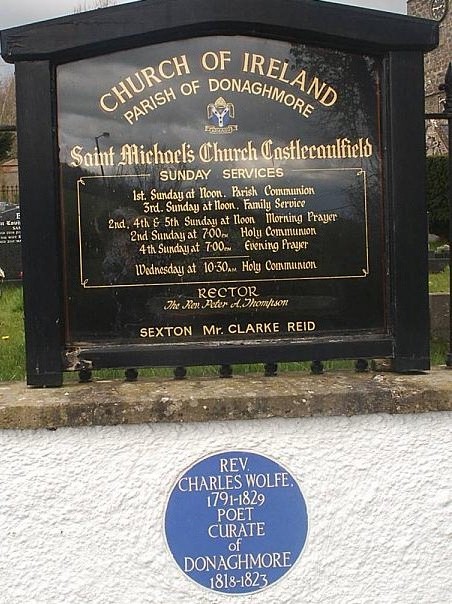 CHURCH OF IRELAND
PARISH OF DONAGHMORE
Saint Michael's Church Castlecaulfield
SUNDAY SERVICES
1st. Sunday at Noon. Parish Communion
3rd. Sunday at Noon. Family Service
2nd, 4th & 5th Sunday at Noon Morning Prayer
2nd Sunday at 7:00PM Holy Communion
4th Sunday at 7:00PM Evening Prayer
Wednesday at 10·30A.M. Holy Communion
RECTOR
The Rev. Peter A. Thompson
SEXTON Mr. CLARKE REID
REV.
CHARLES WOLFE.
1791-1829
POET
CURATE
of
DONAGHMORE
1818-1823